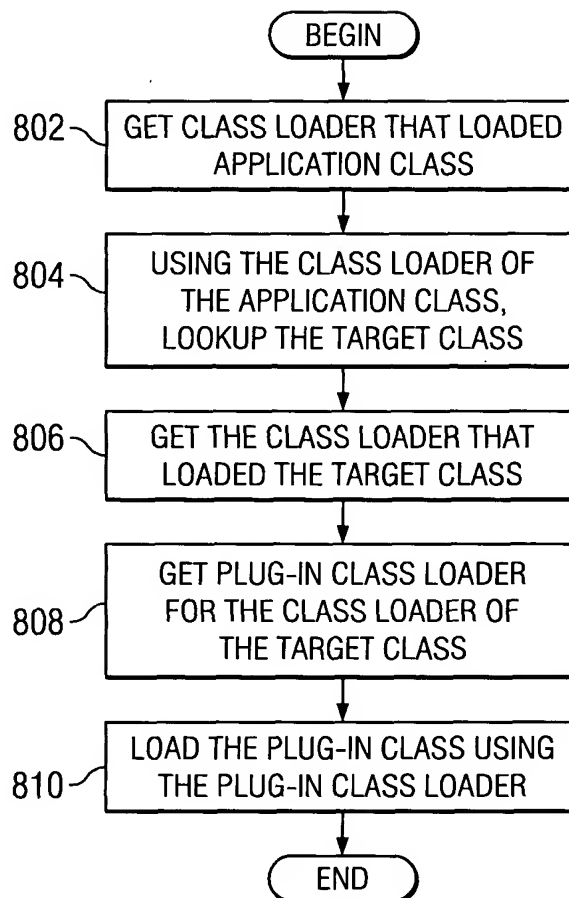 BEGIN
802
GET CLASS LOADER THAT LOADED
APPLICATION CLASS
804
USING THE CLASS LOADER OF
THE APPLICATION CLASS,
LOOKUP THE TARGET CLASS
806
GET THE CLASS LOADER THAT
LOADED THE TARGET CLASS
808
GET PLUG-IN CLASS LOADER
FOR THE CLASS LOADER OF
THE TARGET CLASS
810
LOAD THE PLUG-IN CLASS USING
THE PLUG-IN CLASS LOADER
END